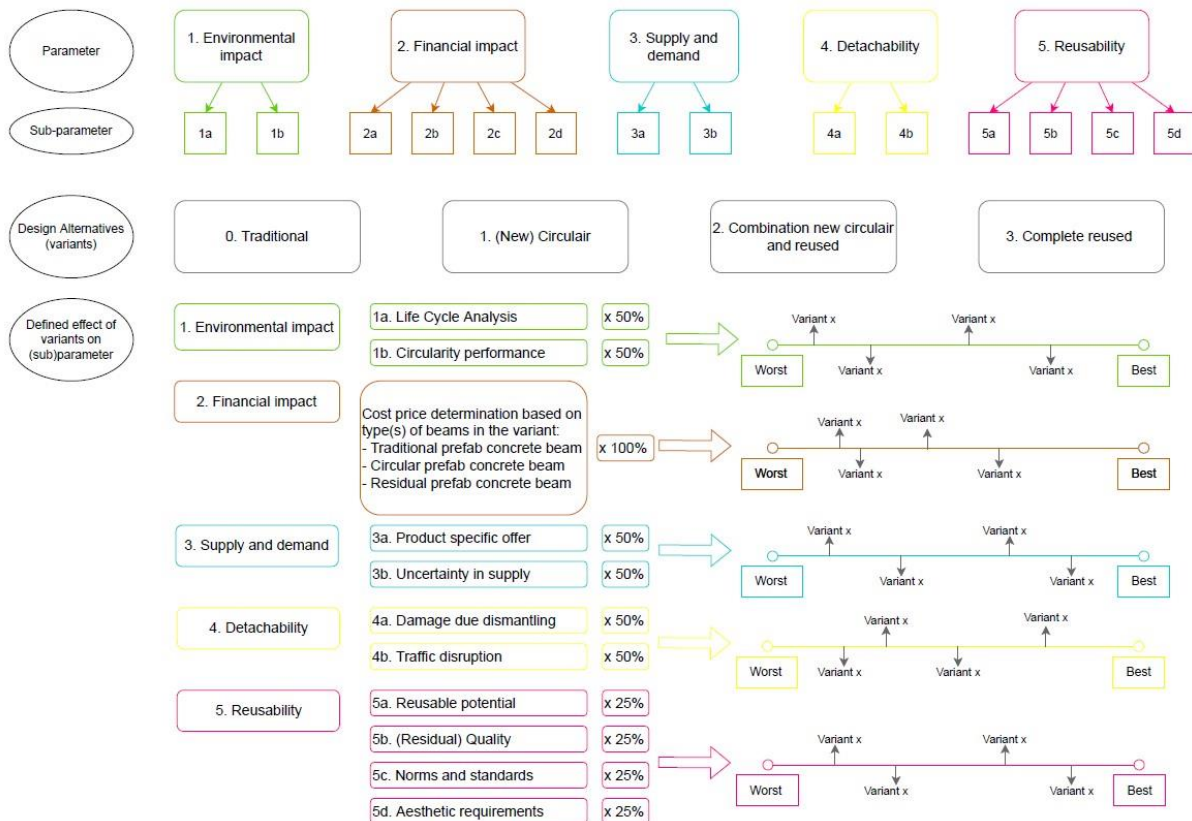 Parameter
1. Environmental
impact
2. Financial impact
3. Supply and
demand
4. Detachability
5. Reusability
Sub-parameter
1a
1b
2a
2b
2c
2d
3a
3b
4a
4b
5a
5b
5c
5d
Design Alternatives
(variants)
0. Traditional
1. (New) Circulair
2. Combination new circulair
and reused
3. Complete reused
Defined effect of
variants on
(sub)parameter
1. Environmental impact
1a. Life Cycle Analysis
x 50%
1b. Circularity performance
x 50%
Variant x
Variant x
Variant x
Variant x
Worst
Best
2. Financial impact
Cost price determination based on
type(s) of beams in the variant:
- Traditional prefab concrete beam
- Circular prefab concrete beam
- Residual prefab concrete beam
x 100%
Variant x
Variant x
Variant x
Variant x
Worst
Best
3. Supply and demand
3a. Product specific offer
x 50%
3b. Uncertainty in supply
x 50%
Variant x
Variant x
Variant x
Variant x
Worst
Best
4. Detachability
4a. Damage due dismantling
x 50%
4b. Traffic disruption
x 50%
Variant x
Variant x
Variant x
Variant x
Worst
Best
5. Reusability
5a. Reusable potential
x 25%
5b. (Residual) Quality
x 25%
5c. Norms and standards
x 25%
5d. Aesthetic requirements
x 25%
Variant x
Variant x
Variant x
Variant x
Worst
Best